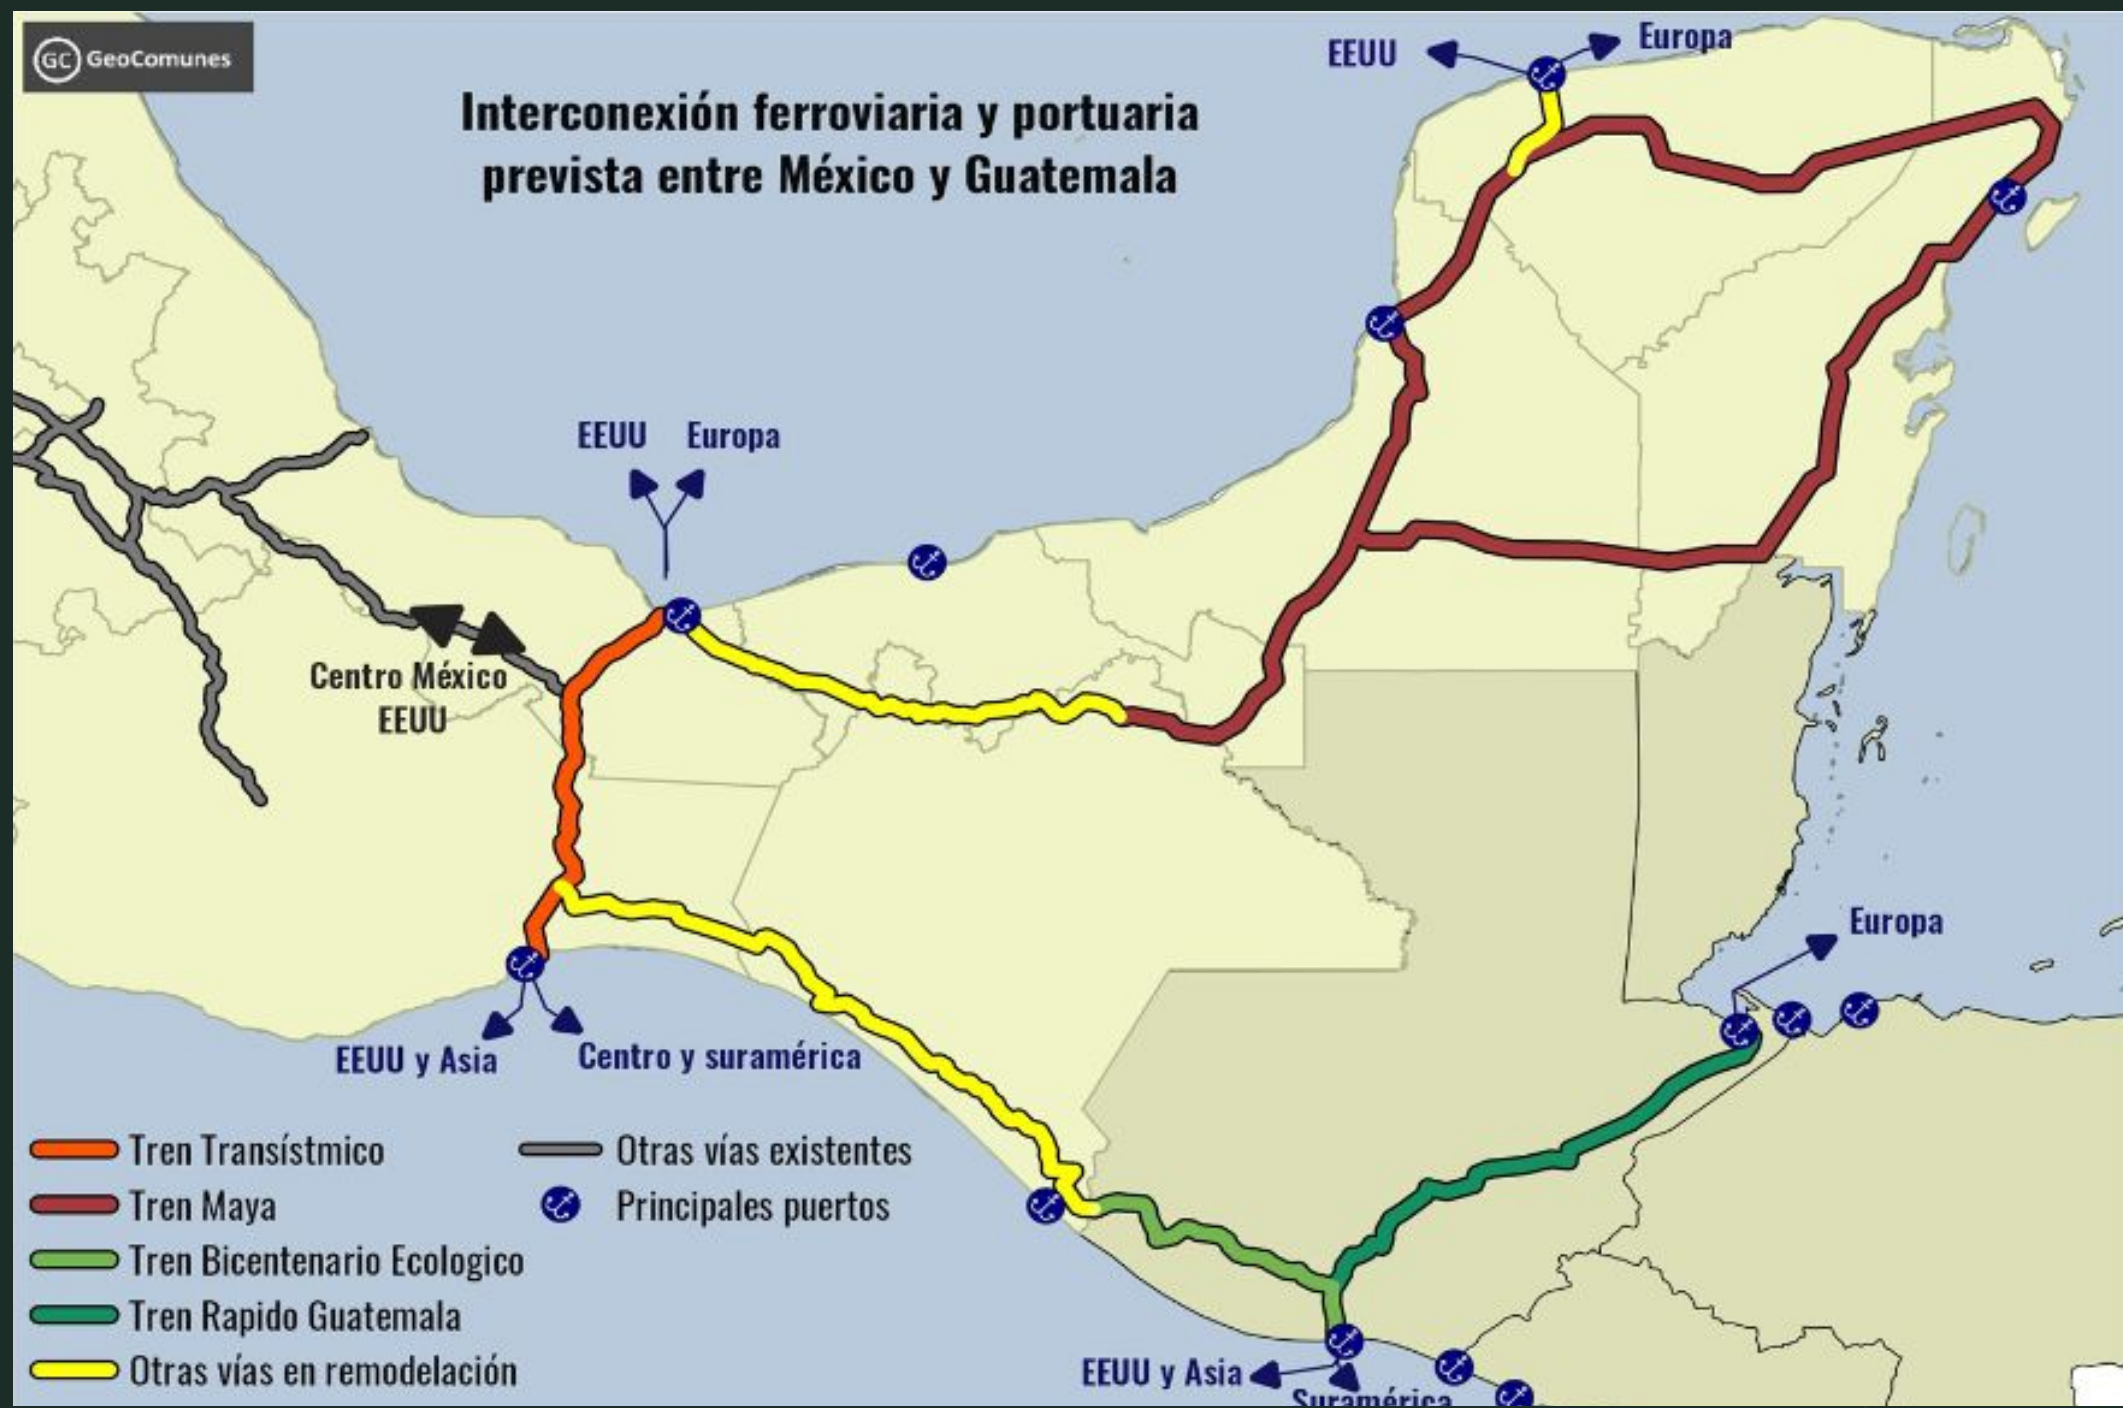 GC GeoComunes
Interconexión ferroviaria y portuaria
prevista entre México y Guatemala
EEUU
Europa
EEUU
Europa
Centro México
EEUU
Europa
EEUU y Asia
Centro y suramérica
Tren Transístmico
Tren Maya
Tren Bicentenario Ecologico
Tren Rapido Guatemala
Otras vías en remodelación
Otras vías existentes
Principales puertos
EEUU y Asia
Suramérica